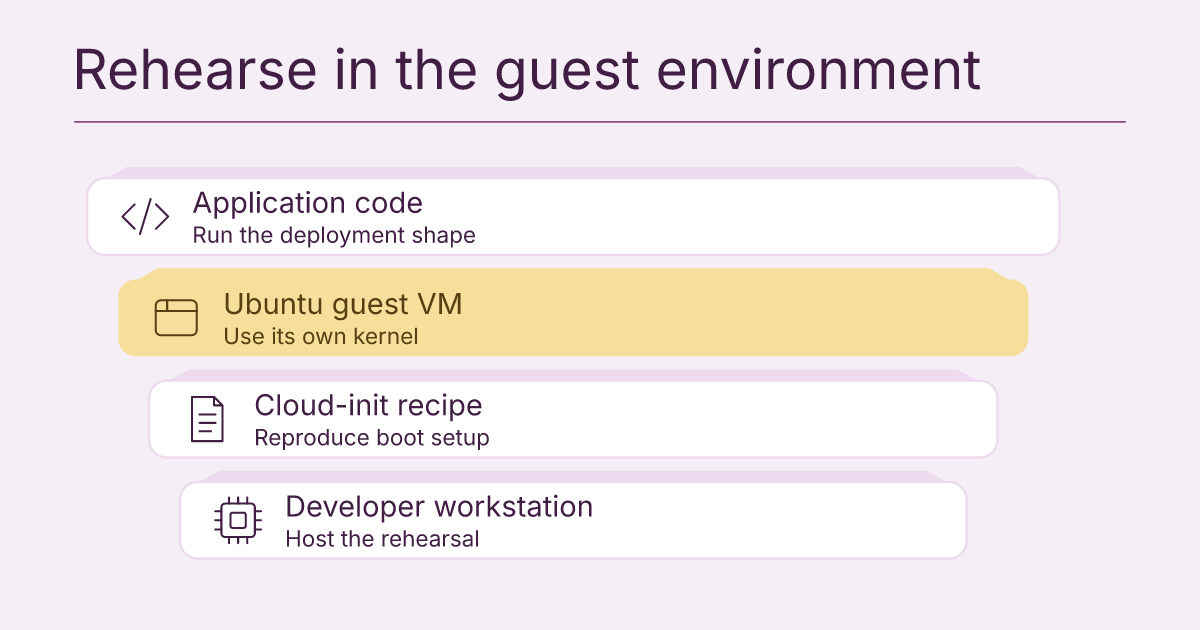 Rehearse in the guest environment
Application code
Run the deployment shape
Ubuntu guest VM
Use its own kernel
Cloud-init recipe
Reproduce boot setup
Developer workstation
Host the rehearsal